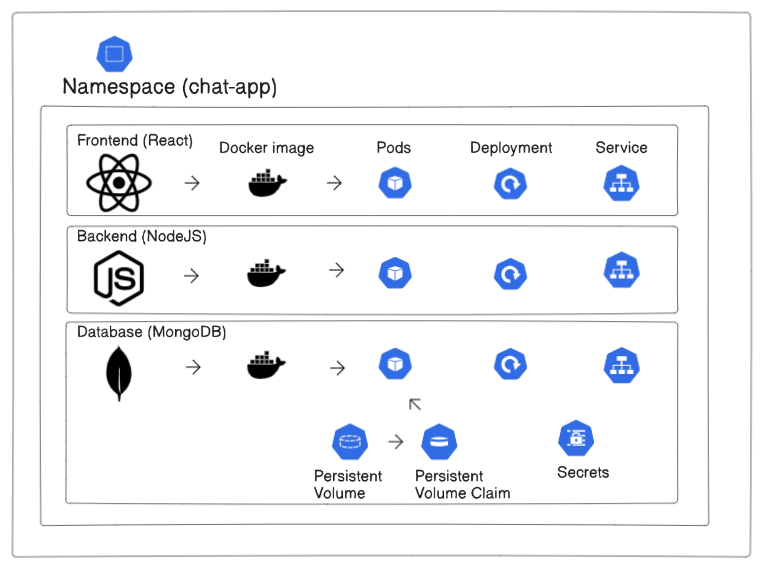 Namespace (chat-app)
Frontend (React)
Docker image
Pods
Deployment
Service
Backend (NodeJS)
JS
Database (MongoDB)
Persistent
Volume
Persistent
Volume Claim
Secrets